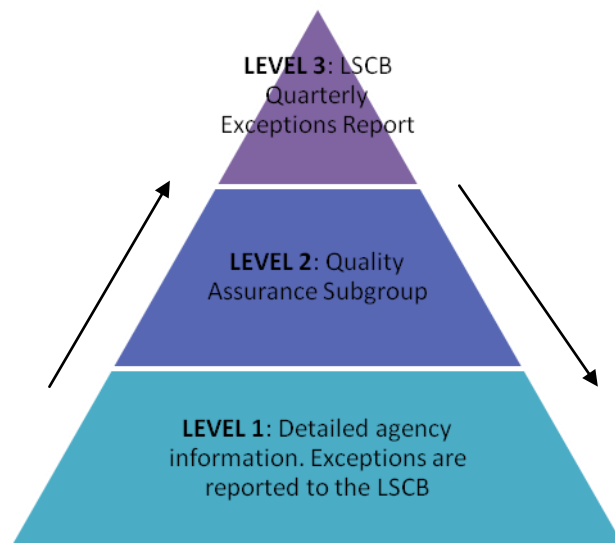 LEVEL 3: LSCB
Quarterly
Exceptions Report
LEVEL 2: Quality
Assurance Subgroup
LEVEL 1: Detailed agency
information. Exceptions are
reported to the LSCB